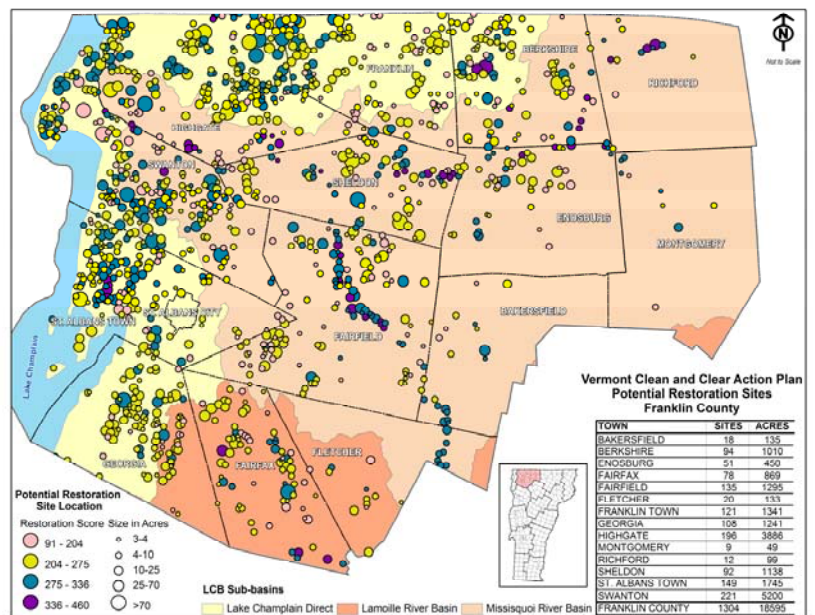 N
Not to Scale
BERKSHIRE
FRANKLIN
RICHFORD
HIGHGATE
SWANTON
SHELDON
ENOSBURG
MONTGOMERY
ST. ALBANS CITY
ST. ALBANS TOWN
BAKERSFIELD
FAIRFIELD
Lake Champlain
FLETCHER
GEORGIA
FAIRFAX
Vermont Clean and Clear Action Plan
Potential Restoration Sites
Franklin County
TOWN SITES ACRES
BAKERSFIELD 18 135
BERKSHIRE 94 1010
ENOSBURG 51 450
FAIRFAX 78 869
FAIRFIELD 135 1295
FLETCHER 20 133
FRANKLIN TOWN 121 1341
GEORGIA 108 1241
HIGHGATE 196 3886
MONTGOMERY 9 49
RICHFORD 12 99
SHELDON 92 1138
ST. ALBANS TOWN 149 1745
SWANTON 221 5200
FRANKLIN COUNTY 1304 18595
Potential Restoration
Site Location
Restoration Score Size in Acres
91 - 204 3-4
204 - 275 4-10
275 - 336 10-25
336 - 460 25-70
>70
LCB Sub-basins
Lake Champlain Direct Lamoille River Basin Missisquoi River Basin